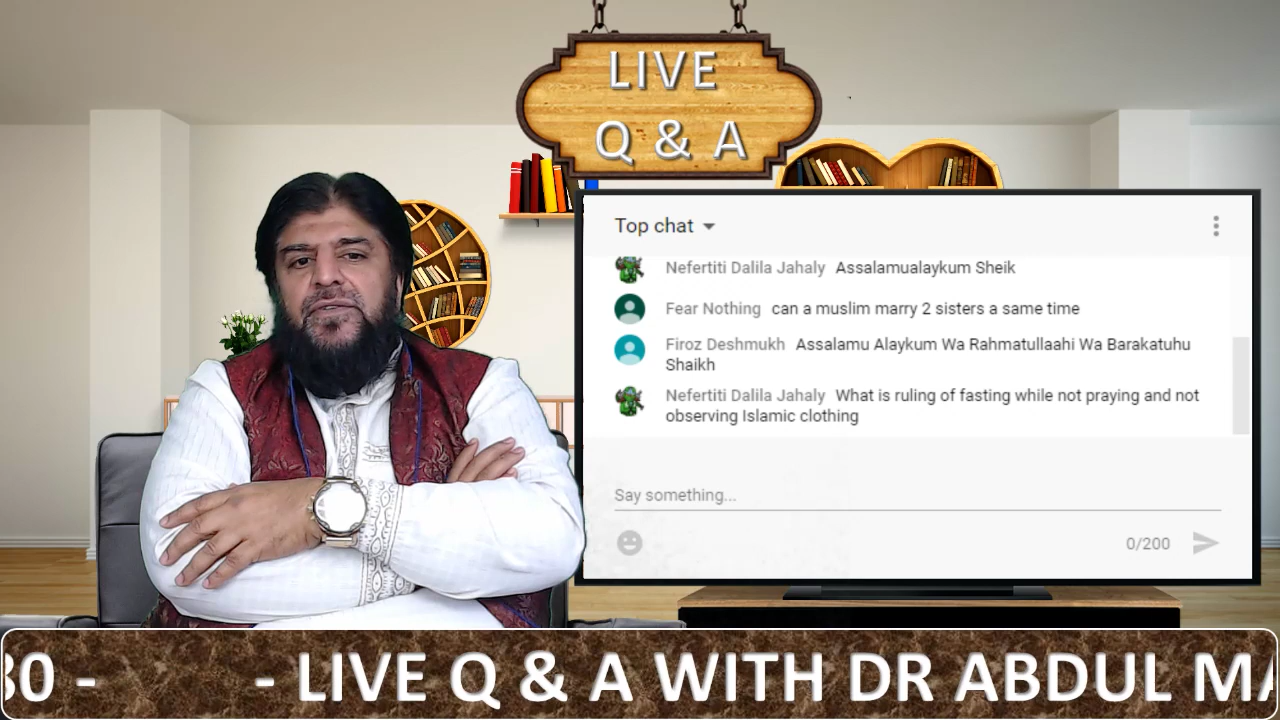 LIVE
Q & A
Top chat
Nefertiti Dalila Jahaly Assalamualaykum Sheik
Fear Nothing can a muslim marry 2 sisters a same time
Firoz Deshmukh Assalamu Alaykum Wa Rahmatullaahi Wa Barakatuhu
Shaikh
Nefertiti Dalila Jahaly What is ruling of fasting while not praying and not
observing Islamic clothing
Say something...
0/200
30 - - LIVE Q & A WITH DR ABDUL MA